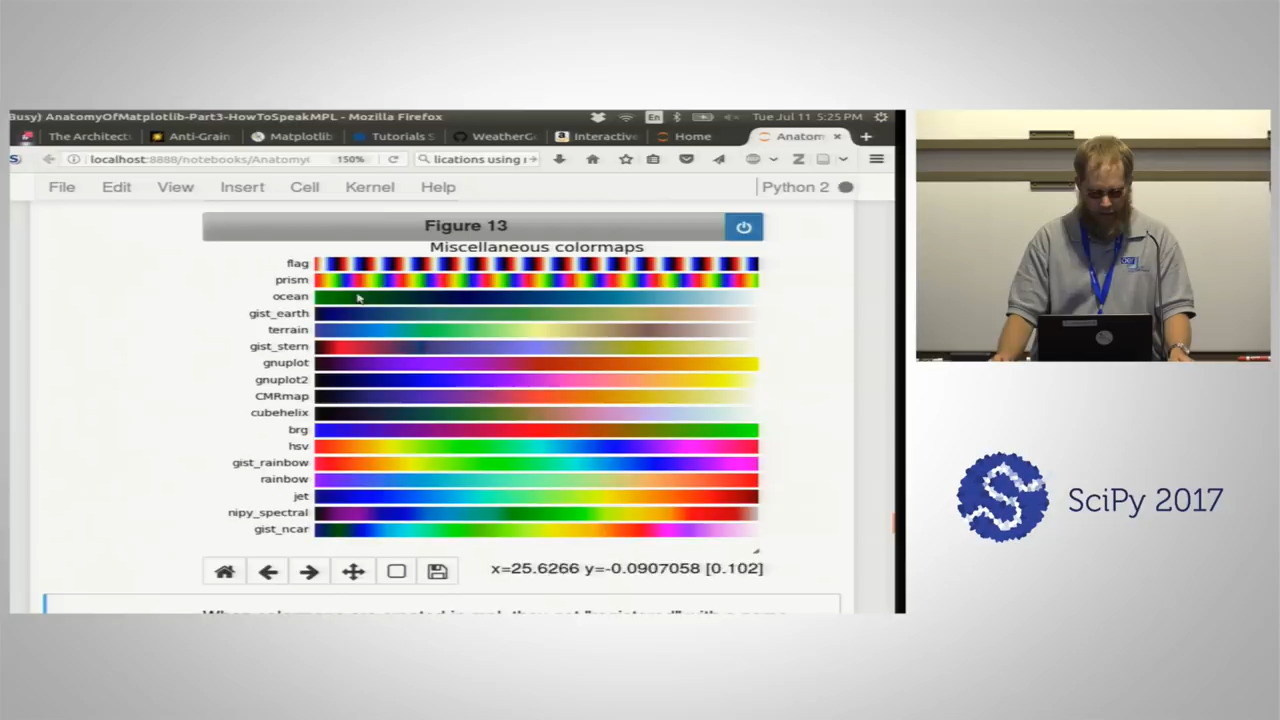 Busy) AnatomyOfMatplotlib-Part3-HowToSpeakMPL - Mozilla Firefox
En
Tue Jul 11 5:25 PM
The Architect
Anti-Grain
Matplotlib
Tutorials S
WeatherG
Interactive
Home
Anatom
localhost:8888/notebooks/Anatomy
150%
lications using
File Edit View Insert Cell Kernel Help
Python 2
Figure 13
Miscellaneous colormaps
flag
prism
ocean
gist_earth
terrain
gist_stern
gnuplot
gnuplot2
CMRmap
cubehelix
brg
hsv
gist_rainbow
rainbow
jet
nipy_spectral
gist_ncar
x=25.6266 y=-0.0907058 [0.102]
SciPy 2017